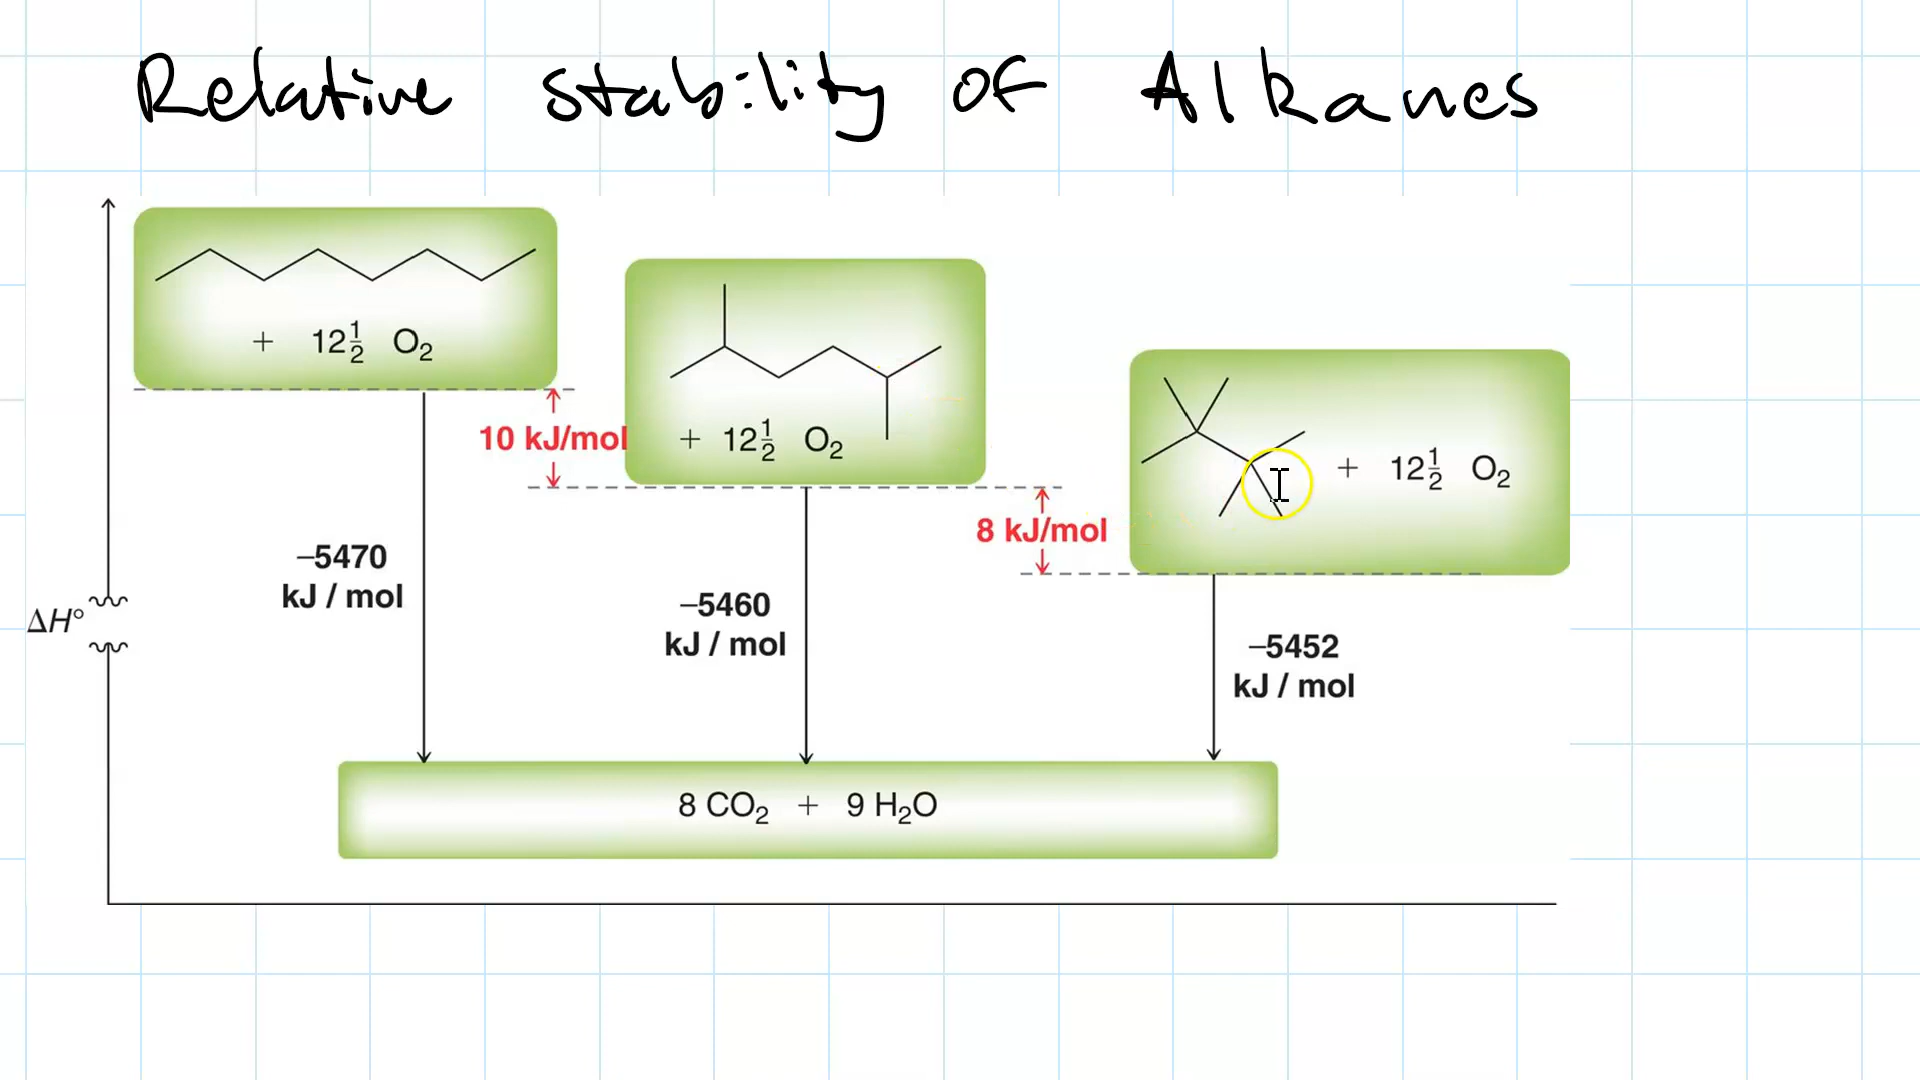 Relative stability of Alkanes
+ 12½ O₂
10 kJ/mol
+ 12½ O₂
8 kJ/mol
+ 12½ O₂
–5470
kJ / mol
–5460
kJ / mol
–5452
kJ / mol
ΔH°
8 CO₂ + 9 H₂O